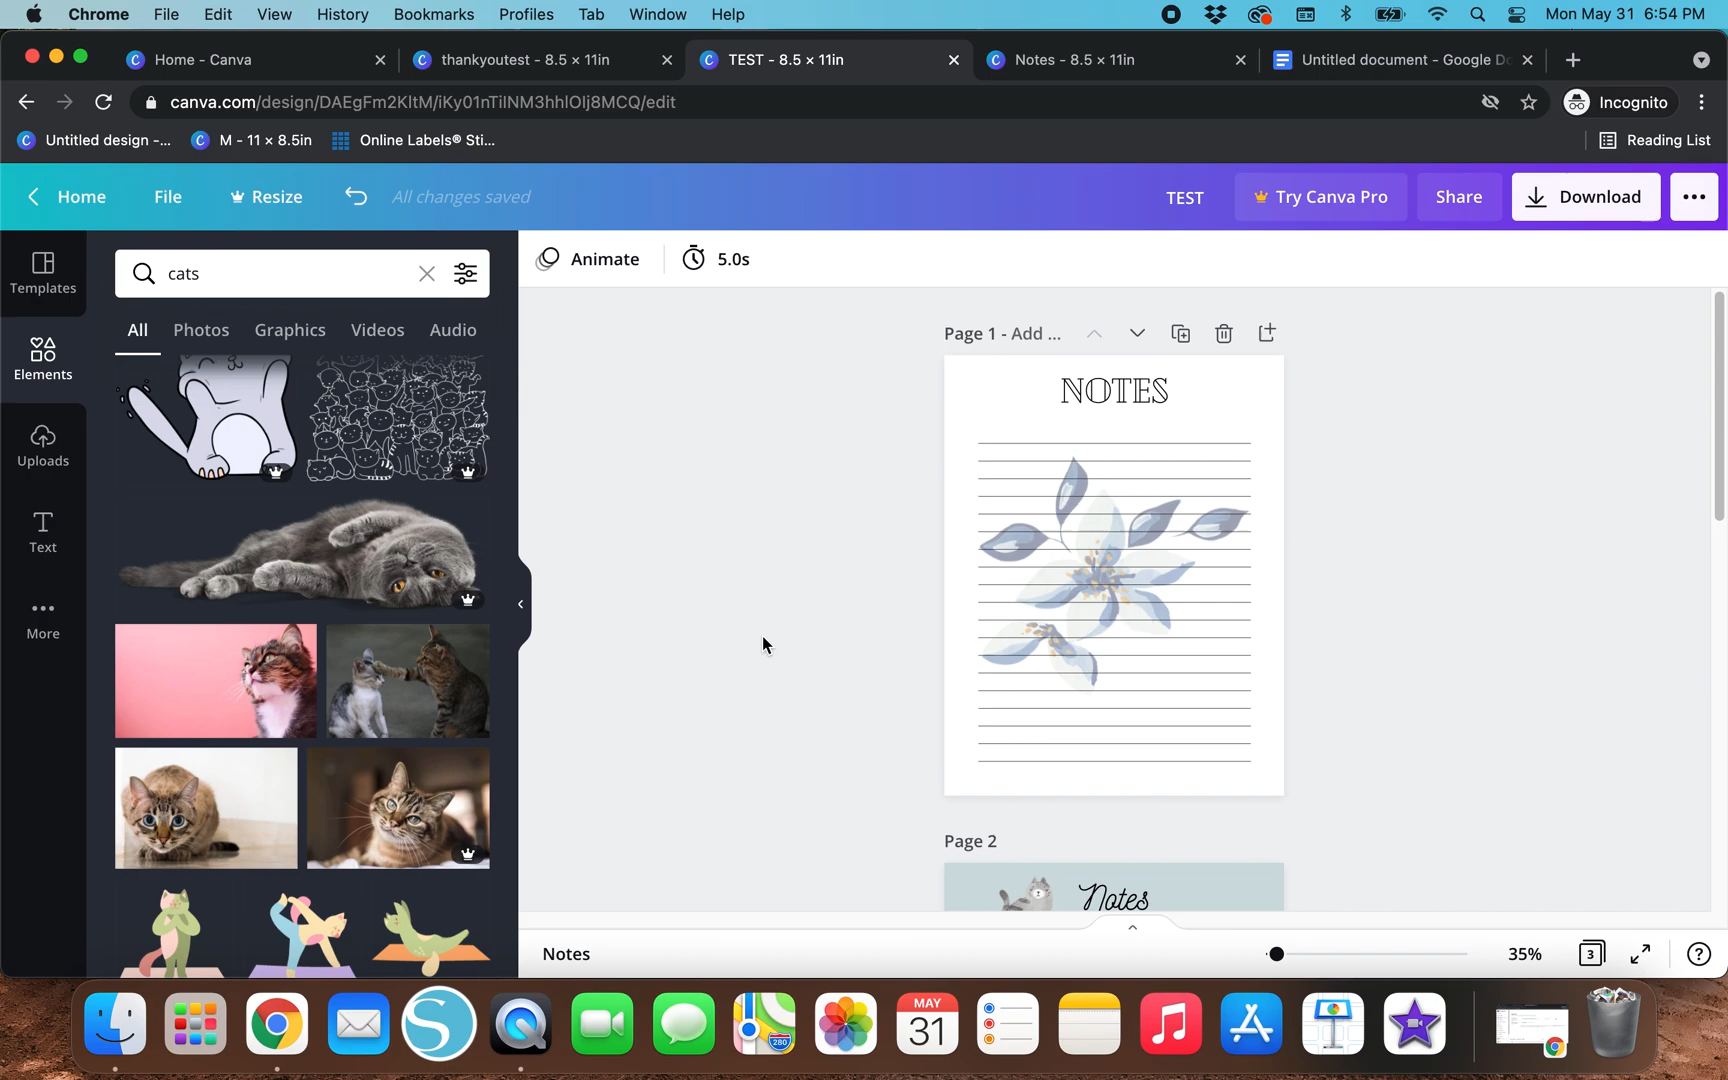 Chrome File Edit View History Bookmarks Profiles Tab Window Help Mon May 31 6:54 PM
Home - Canva thankyoutest - 8.5 × 11in TEST - 8.5 × 11in Notes - 8.5 × 11in Untitled document - Google Do
canva.com/design/DAEgFm2KltM/iKy01nTilNM3hhlOlj8MCQ/edit Incognito
Untitled design -... M - 11 × 8.5in Online Labels® Sti... Reading List
Home File Resize All changes saved TEST Try Canva Pro Share Download
Templates
Elements
Uploads
Text
More
cats
All Photos Graphics Videos Audio
Animate 5.0s
Page 1 - Add ...
NOTES
Page 2
Notes
Notes 35% 3
280
MAY
31